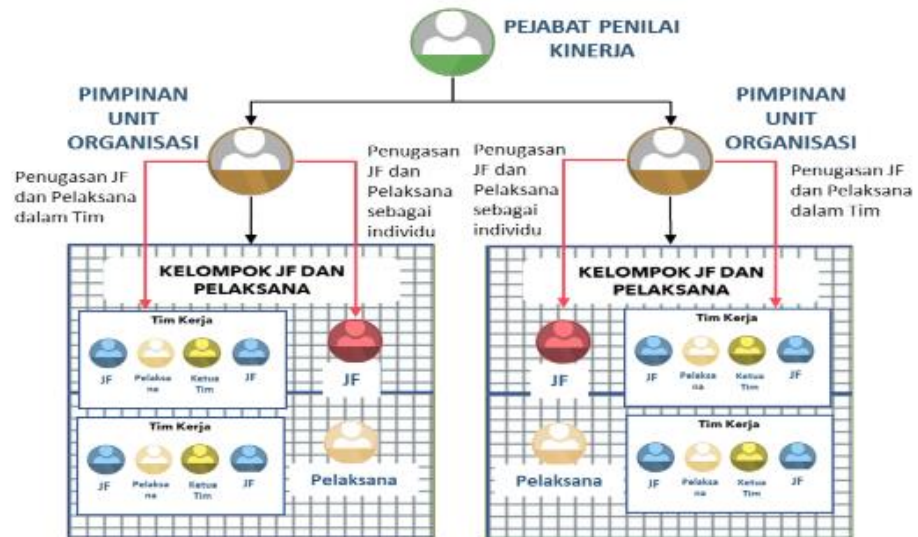 PEJABAT PENILAI
KINERJA
PIMPINAN
UNIT
ORGANISASI
Penugasan JF
dan Pelaksana
dalam Tim
Penugasan
JF dan
Pelaksana
sebagai
individu
Penugasan
JF dan
Pelaksana
sebagai
individu
PIMPINAN
UNIT
ORGANISASI
Penugasan JF
dan Pelaksana
dalam Tim
KELOMPOK JF DAN
PELAKSANA
Tim Kerja
JF
Pelaksa
na
Ketua
Tim
JF
JF
Tim Kerja
JF
Pelaksa
na
Ketua
Tim
JF
Pelaksana
KELOMPOK JF DAN
PELAKSANA
JF
Tim Kerja
JF
Pelaksa
na
Ketua
Tim
JF
Pelaksana
Tim Kerja
JF
Pelaksa
na
Ketua
Tim
JF